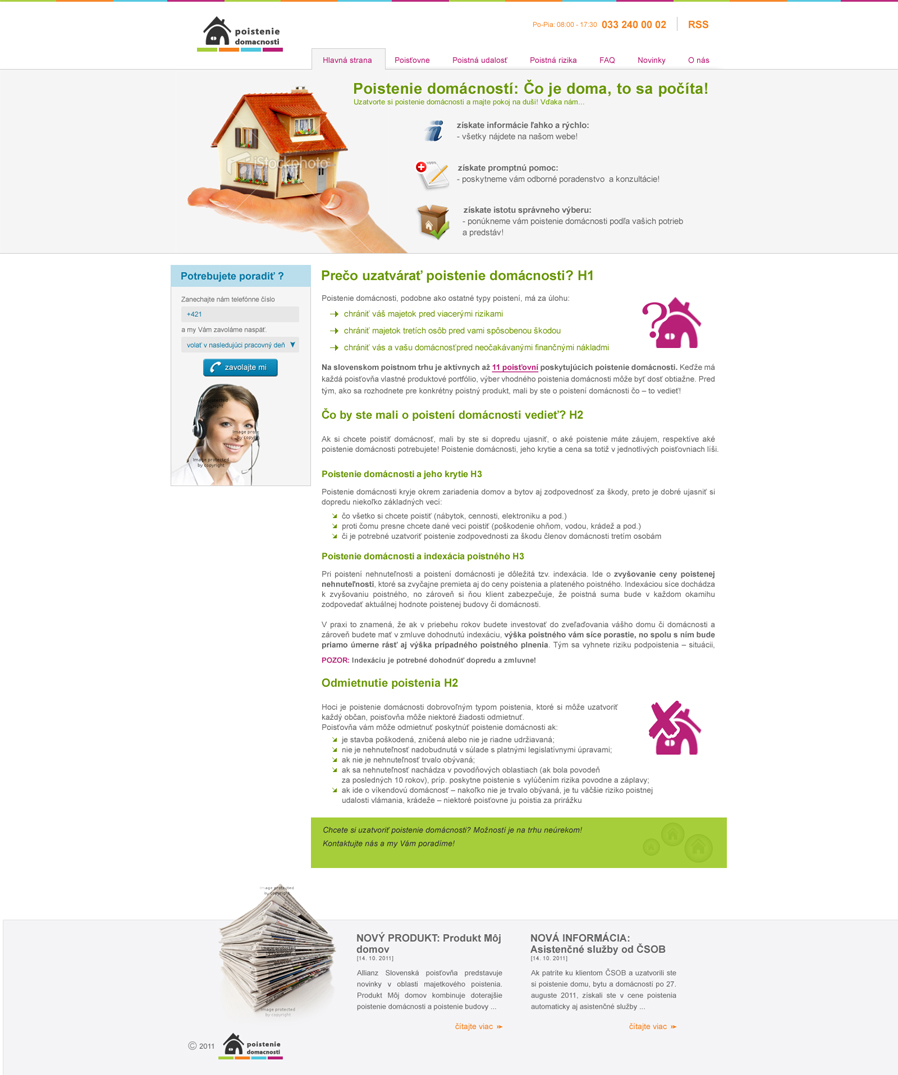 poistenie
domacnosti
Po-Pia: 08:00 - 17:30 033 240 00 02 RSS
Hlavná strana Poisťovne Poistná udalosť Poistná rizika FAQ Novinky O nás
Poistenie domácností: Čo je doma, to sa počíta!
Uzatvorte si poistenie domácnosti a majte pokoj na duši! Vďaka nám...
iStockphoto
získate informácie ľahko a rýchlo:
- všetky nájdete na našom webe!
získate promptnú pomoc:
- poskytneme vám odborné poradenstvo a konzultácie!
získate istotu správneho výberu:
- ponúkneme vám poistenie domácnosti podľa vašich potrieb
a predstáv!
Potrebujete poradiť ?
Zanechajte nám telefónne číslo
+421
a my Vám zavoláme naspäť.
volať v nasledujúci pracovný deň
zavolajte mi
image protected
by copyright
Prečo uzatvárať poistenie domácnosti? H1
Poistenie domácnosti, podobne ako ostatné typy poistení, má za úlohu:
chrániť váš majetok pred viacerými rizikami
chrániť majetok tretích osôb pred vami spôsobenou škodou
chrániť vás a vašu domácnosťpred neočakávanými finančnými nákladmi
Na slovenskom poistnom trhu je aktívnych až 11 poisťovní poskytujúcich poistenie domácnosti. Keďže má
každá poisťovňa vlastné produktové portfólio, výber vhodného poistenia domácnosti môže byť dosť obtiažne. Pred
tým, ako sa rozhodnete pre konkrétny poistný produkt, mali by ste o poistení domácnosti čo – to vedieť!
Čo by ste mali o poistení domácnosti vedieť? H2
Ak si chcete poistiť domácnosť, mali by ste si dopredu ujasniť, o aké poistenie máte záujem, respektíve aké
poistenie domácnosti potrebujete! Poistenie domácnosti, jeho krytie a cena sa totiž v jednotlivých poisťovniach líši.
Poistenie domácnosti a jeho krytie H3
Poistenie domácnosti kryje okrem zariadenia domov a bytov aj zodpovednosť za škody, preto je dobré ujasniť si
dopredu niekoľko základných vecí:
čo všetko si chcete poistiť (nábytok, cennosti, elektroniku a pod.)
proti čomu presne chcete dané veci poistiť (poškodenie ohňom, vodou, krádež a pod.)
či je potrebné uzatvoriť poistenie zodpovednosti za škodu členov domácnosti tretím osobám
Poistenie domácnosti a indexácia poistného H3
Pri poistení nehnuteľnosti a poistení domácnosti je dôležitá tzv. indexácia. Ide o zvyšovanie ceny poistenej
nehnuteľnosti, ktoré sa zvyčajne premieta aj do ceny poistenia a plateného poistného. Indexáciou síce dochádza
k zvyšovaniu poistného, no zároveň si ňou klient zabezpečuje, že poistná suma bude v každom okamihu
zodpovedať aktuálnej hodnote poistenej budovy či domácnosti.
V praxi to znamená, že ak v priebehu rokov budete investovať do zveľaďovania vášho domu či domácnosti a
zároveň budete mať v zmluve dohodnutú indexáciu, výška poistného vám síce porastie, no spolu s ním bude
priamo úmerne rásť aj výška prípadného poistného plnenia. Tým sa vyhnete riziku podpoistenia – situácii,
POZOR: Indexáciu je potrebné dohodnúť dopredu a zmluvne!
Odmietnutie poistenia H2
Hoci je poistenie domácnosti dobrovoľným typom poistenia, ktoré si môže uzatvoriť
každý občan, poisťovňa môže niektoré žiadosti odmietnuť.
Poisťovňa vám môže odmietnuť poskytnúť poistenie domácnosti ak:
je stavba poškodená, zničená alebo nie je riadne udržiavaná;
nie je nehnuteľnosť nadobudnutá v súlade s platnými legislatívnymi úpravami;
ak nie je nehnuteľnosť trvalo obývaná;
ak sa nehnuteľnosť nachádza v povodňových oblastiach (ak bola povodeň
za posledných 10 rokov), príp. poskytne poistenie s vylúčením rizika povodne a záplavy;
ak ide o víkendovú domácnosť – nakoľko nie je trvalo obývaná, je tu väčšie riziko poistnej
udalosti vlámania, krádeže – niektoré poisťovne ju poistia za prirážku
Chcete si uzatvoriť poistenie domácnosti? Možností je na trhu neúrekom!
Kontaktujte nás a my Vám poradíme!
image protected
by copyright
NOVÝ PRODUKT: Produkt Môj
domov
[14. 10. 2011]
Allianz Slovenská poisťovňa predstavuje
novinky v oblasti majetkového poistenia.
Produkt Môj domov kombinuje doterajšie
poistenie domácnosti a poistenie budovy ...
čítajte viac
NOVÁ INFORMÁCIA:
Asistenčné služby od ČSOB
[14. 10. 2011]
Ak patríte ku klientom ČSOB a uzatvorili ste
si poistenie domu, bytu a domácnosti po 27.
auguste 2011, získali ste v cene poistenia
automaticky aj asistenčné služby ...
čítajte viac
image protected
by copyright
© 2011 poistenie
domacnosti